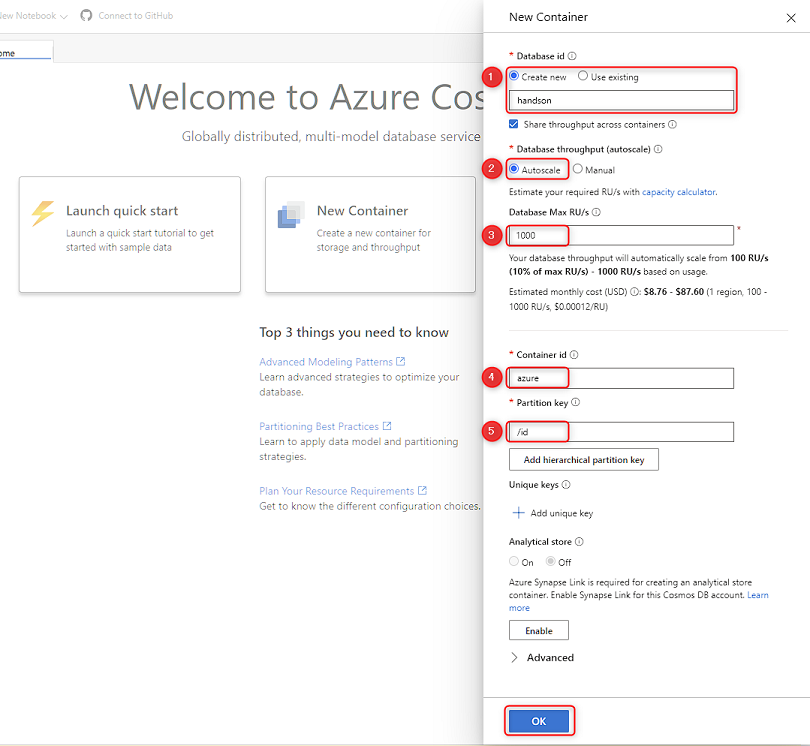 New Notebook
Connect to GitHub
ome
Welcome to Azure Cos
Globally distributed, multi-model database service
Launch quick start
Launch a quick start tutorial to get
started with sample data
New Container
Create a new container for
storage and throughput
Top 3 things you need to know
Advanced Modeling Patterns
Learn advanced strategies to optimize your
database.
Partitioning Best Practices
Learn to apply data model and partitioning
strategies.
Plan Your Resource Requirements
Get to know the different configuration choices.
New Container
* Database id
1
Create new Use existing
handson
Share throughput across containers
* Database throughput (autoscale)
2
Autoscale Manual
Estimate your required RU/s with capacity calculator.
Database Max RU/s
3
1000 *
Your database throughput will automatically scale from 100 RU/s
(10% of max RU/s) - 1000 RU/s based on usage.
Estimated monthly cost (USD) : $8.76 - $87.60 (1 region, 100 -
1000 RU/s, $0.00012/RU)
* Container id
4
azure
* Partition key
5
/id
Add hierarchical partition key
Unique keys
Add unique key
Analytical store
On Off
Azure Synapse Link is required for creating an analytical store
container. Enable Synapse Link for this Cosmos DB account. Learn
more
Enable
Advanced
OK